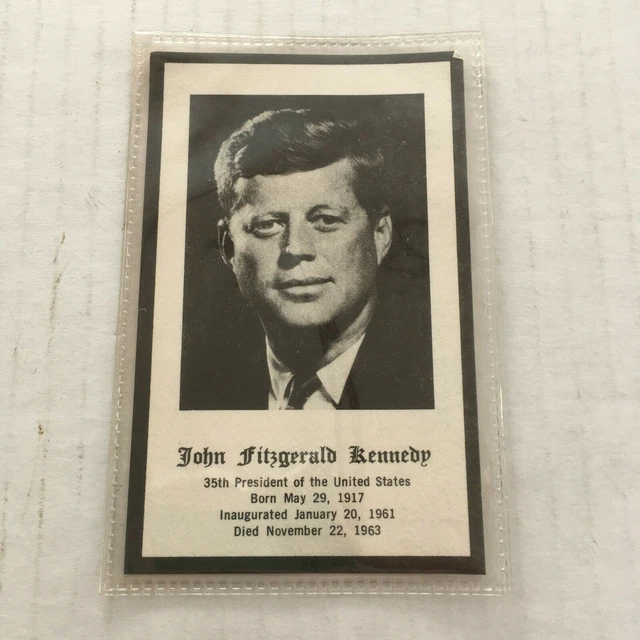 John Fitzgerald Kennedy
35th President of the United States
Born May 29, 1917
Inaugurated January 20, 1961
Died November 22, 1963